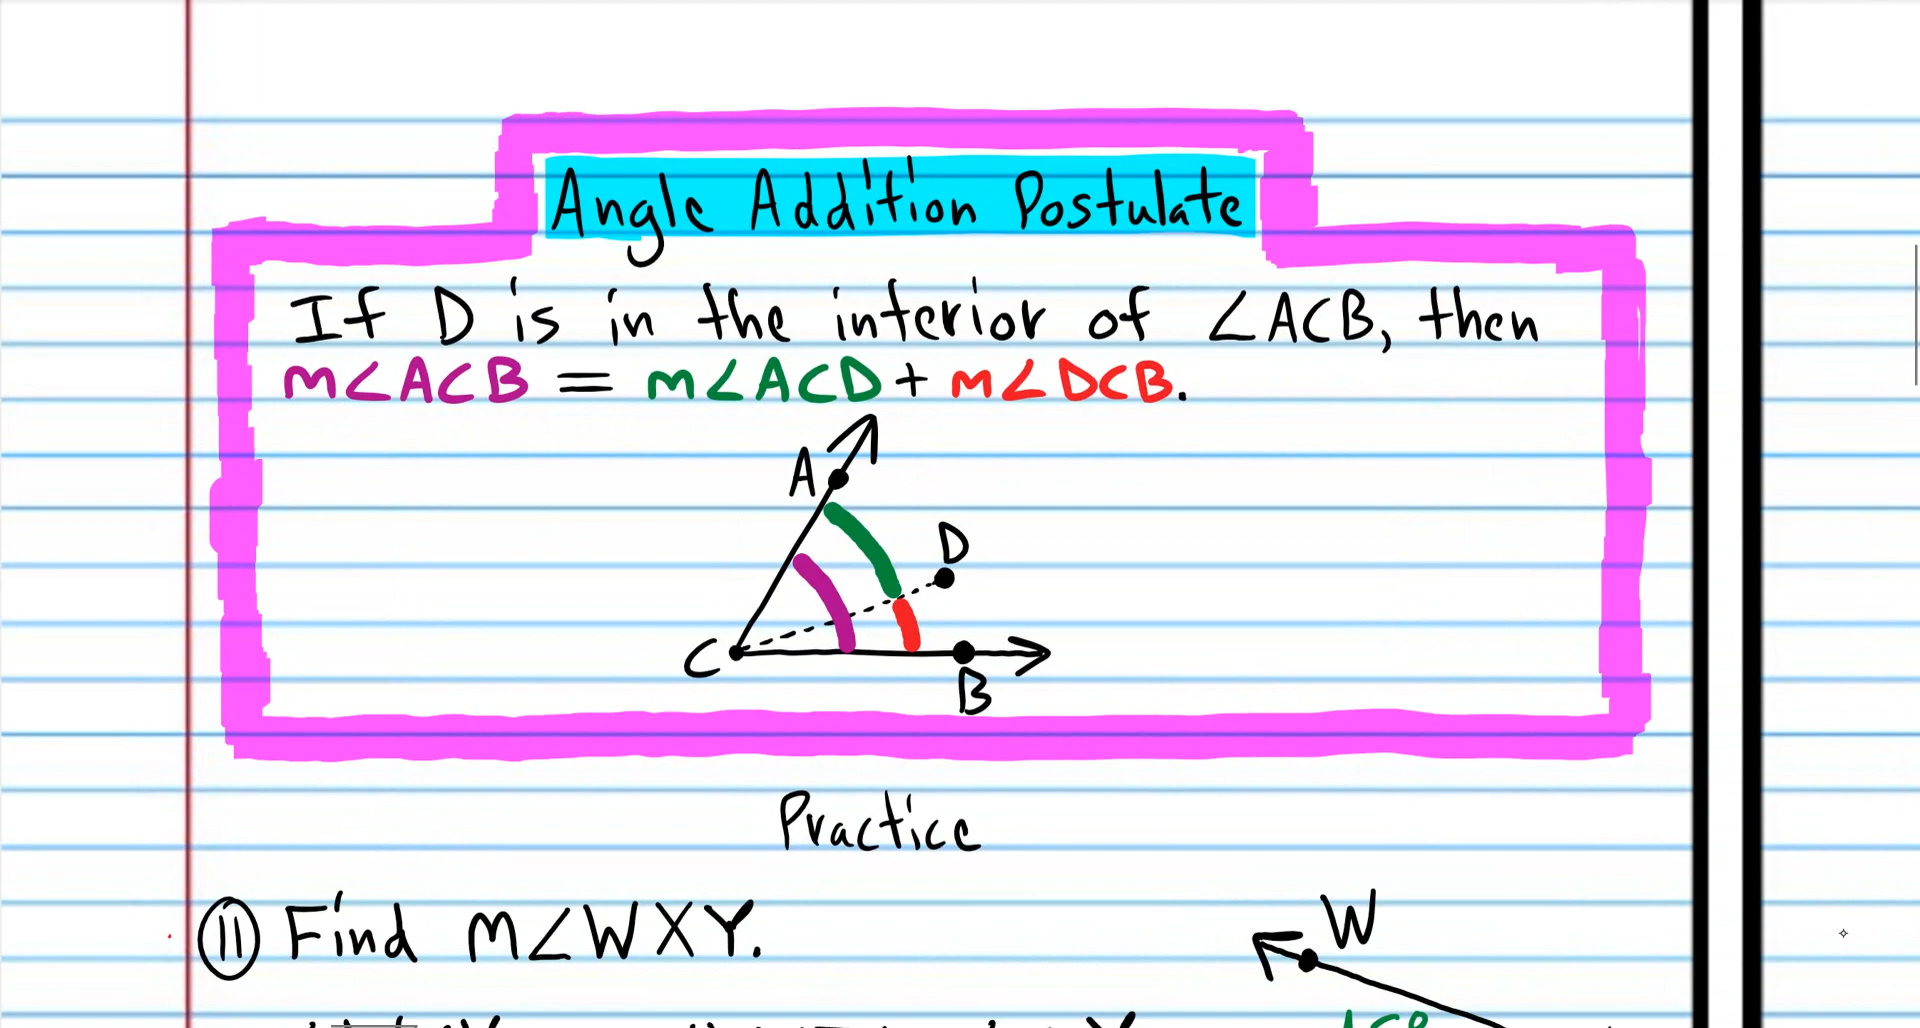 Angle Addition Postulate
If D is in the interior of ∠ACB, then
m∠ACB = m∠ACD + m∠DCB.
A
D
C
B
Practice
11 Find m∠WXY.
W